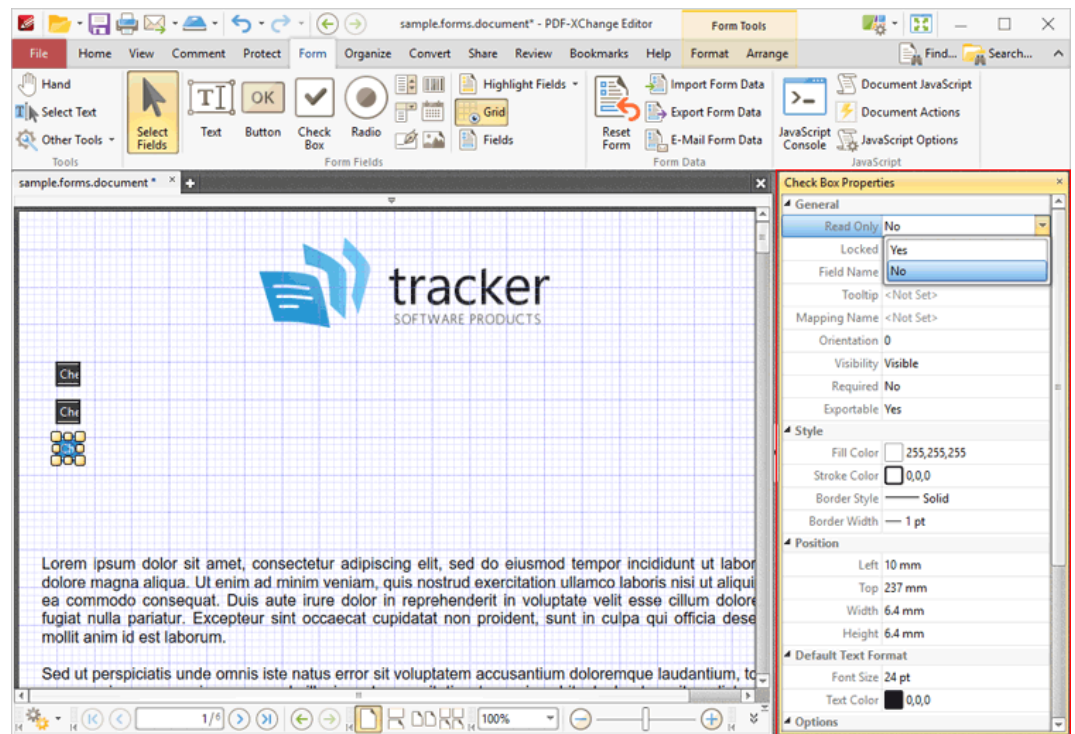 sample.forms.document* - PDF-XChange Editor
Form Tools
File Home View Comment Protect Form Organize Convert Share Review Bookmarks Help Format Arrange Find... Search...
Hand
Select Text
Other Tools
Tools
Select Fields
Text
OK
Button
Check Box
Radio
Form Fields
Highlight Fields
Grid
Fields
Reset Form
Import Form Data
Export Form Data
E-Mail Form Data
Form Data
JavaScript Console
Document JavaScript
Document Actions
JavaScript Options
JavaScript
sample.forms.document *
tracker
SOFTWARE PRODUCTS
Che
Che
Lorem ipsum dolor sit amet, consectetur adipiscing elit, sed do eiusmod tempor incididunt ut labor
dolore magna aliqua. Ut enim ad minim veniam, quis nostrud exercitation ullamco laboris nisi ut aliqui
ea commodo consequat. Duis aute irure dolor in reprehenderit in voluptate velit esse cillum dolore
fugiat nulla pariatur. Excepteur sint occaecat cupidatat non proident, sunt in culpa qui officia dese
mollit anim id est laborum.
Sed ut perspiciatis unde omnis iste natus error sit voluptatem accusantium doloremque laudantium, to
1/6
100%
Check Box Properties
General
Read Only No
Locked Yes
Field Name No
Tooltip <Not Set>
Mapping Name <Not Set>
Orientation 0
Visibility Visible
Required No
Exportable Yes
Style
Fill Color 255,255,255
Stroke Color 0,0,0
Border Style Solid
Border Width 1 pt
Position
Left 10 mm
Top 237 mm
Width 6.4 mm
Height 6.4 mm
Default Text Format
Font Size 24 pt
Text Color 0,0,0
Options